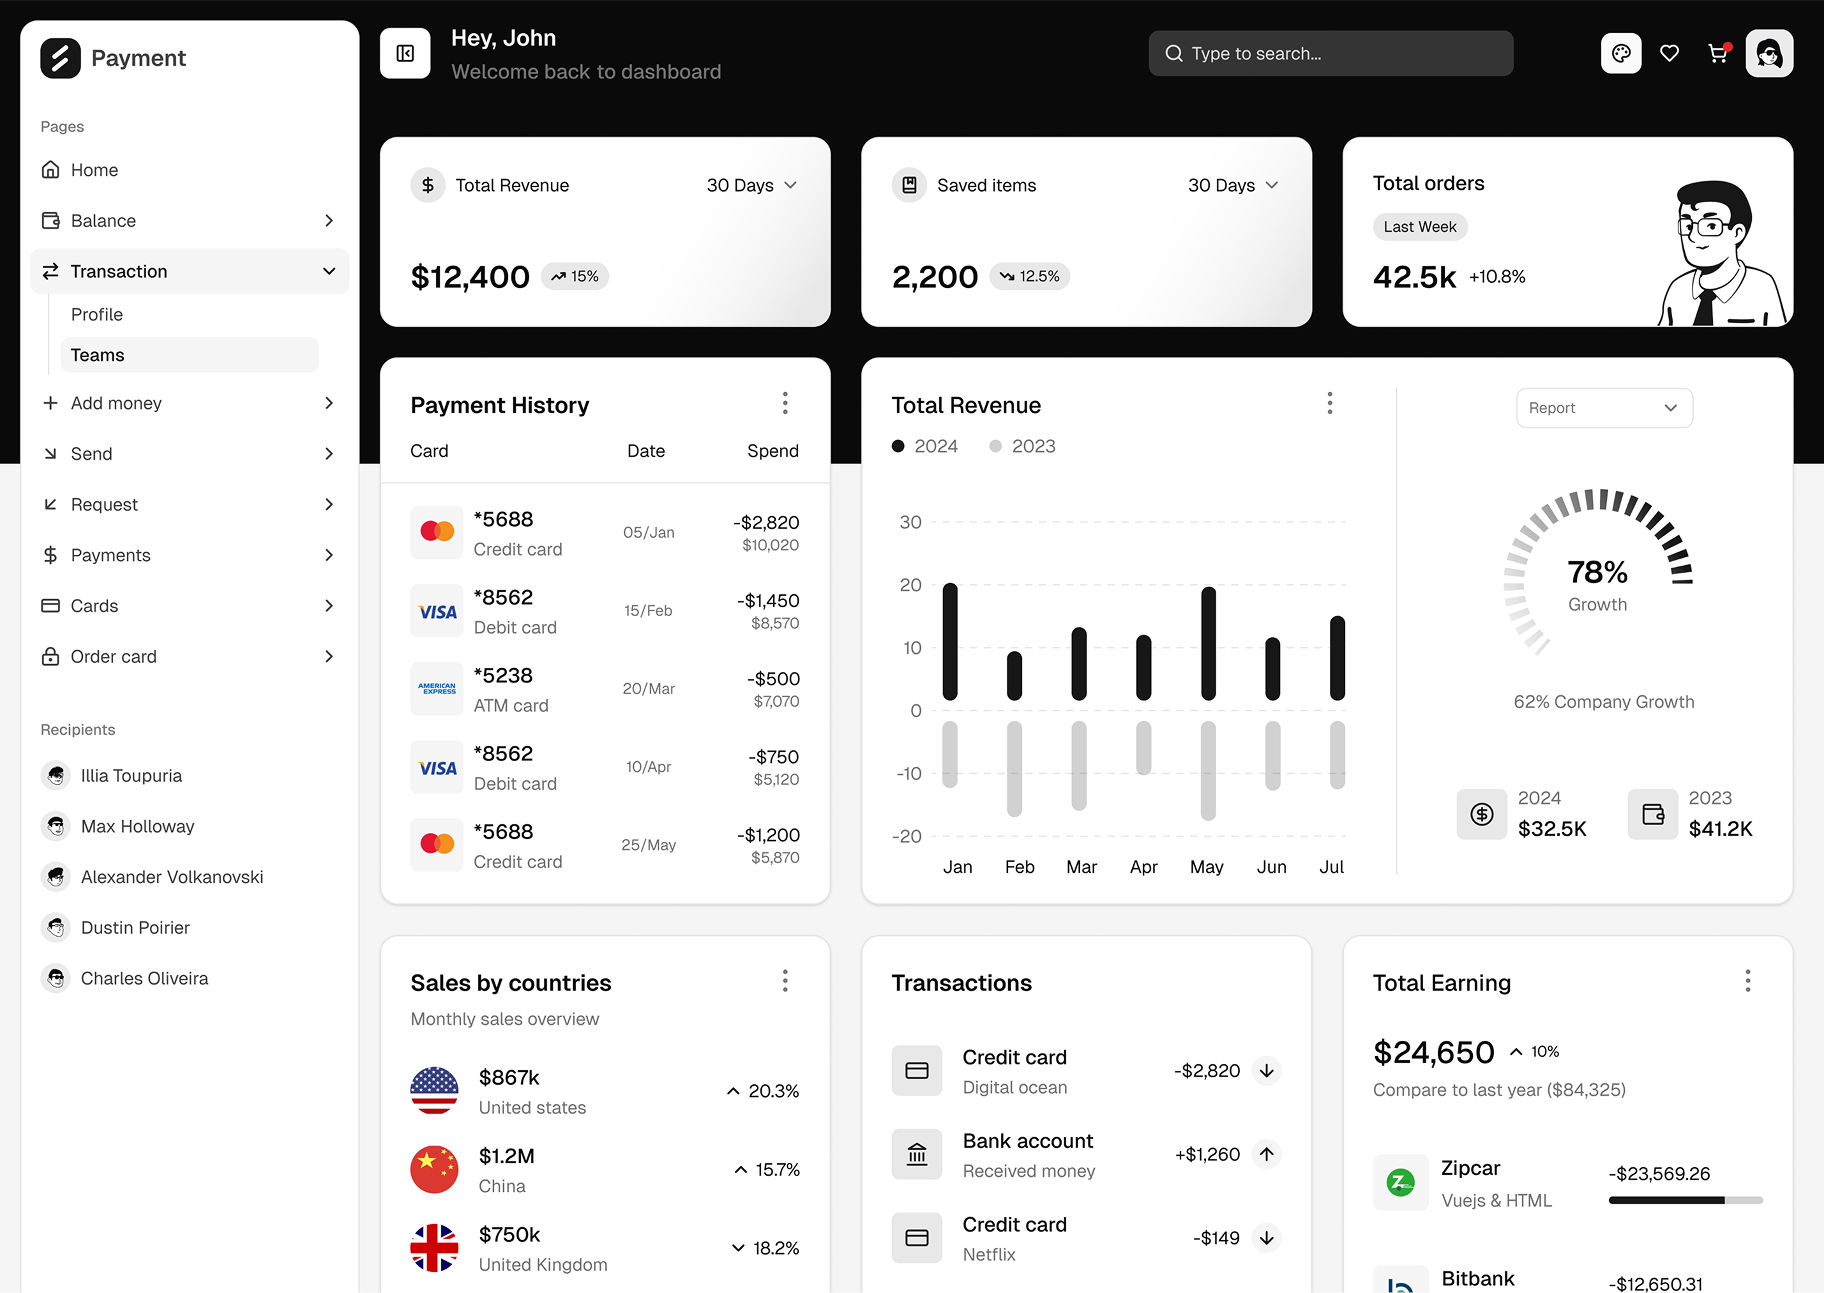 Payment
Pages
Home
Balance
Transaction
Profile
Teams
Add money
Send
Request
Payments
Cards
Order card
Recipients
Illia Toupuria
Max Holloway
Alexander Volkanovski
Dustin Poirier
Charles Oliveira
Hey, John
Welcome back to dashboard
Type to search...
$ Total Revenue 30 Days
$12,400 15%
Saved items 30 Days
2,200 12.5%
Total orders
Last Week
42.5k +10.8%
Payment History
Card Date Spend
*5688 05/Jan -$2,820
Credit card $10,020
VISA *8562 15/Feb -$1,450
Debit card $8,570
AMERICAN EXPRESS *5238 20/Mar -$500
ATM card $7,070
VISA *8562 10/Apr -$750
Debit card $5,120
*5688 25/May -$1,200
Credit card $5,870
Total Revenue
2024 2023
30
20
10
0
-10
-20
Jan Feb Mar Apr May Jun Jul
Report
78%
Growth
62% Company Growth
2024
$32.5K
2023
$41.2K
Sales by countries
Monthly sales overview
$867k 20.3%
United states
$1.2M 15.7%
China
$750k 18.2%
United Kingdom
Transactions
Credit card -$2,820
Digital ocean
Bank account +$1,260
Received money
Credit card -$149
Netflix
Total Earning
$24,650 10%
Compare to last year ($84,325)
Zipcar -$23,569.26
Vuejs & HTML
Bitbank -$12,650.31